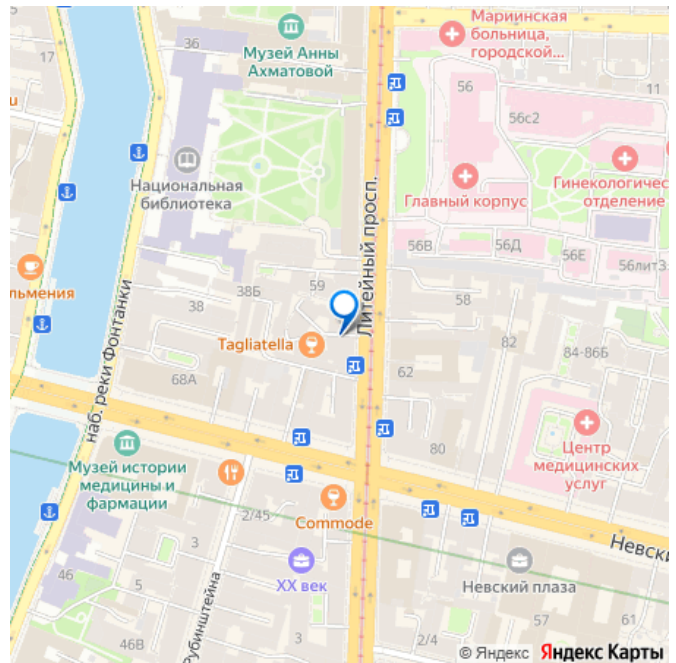 Мариинская
больница,
городской...
Музей Анны
Ахматовой
36
17
u
56
11
56с2
Национальная
библиотека
Главный корпус
Гинекологичес
отделение
Литейный просп.
56В
56Д
56Е
56лит3
59
38Б
38
58
льмения
наб. реки Фонтанки
Tagliatella
82
84-86Б
68А
62
80
Центр
медицинских
услуг
Музей истории
медицины и
фармации
2/45
Commode
Невски
5
3
XX век
Невский плаза
46
Рубинштейна
57
61
46В
3
2/4
© Яндекс Яндекс Карты